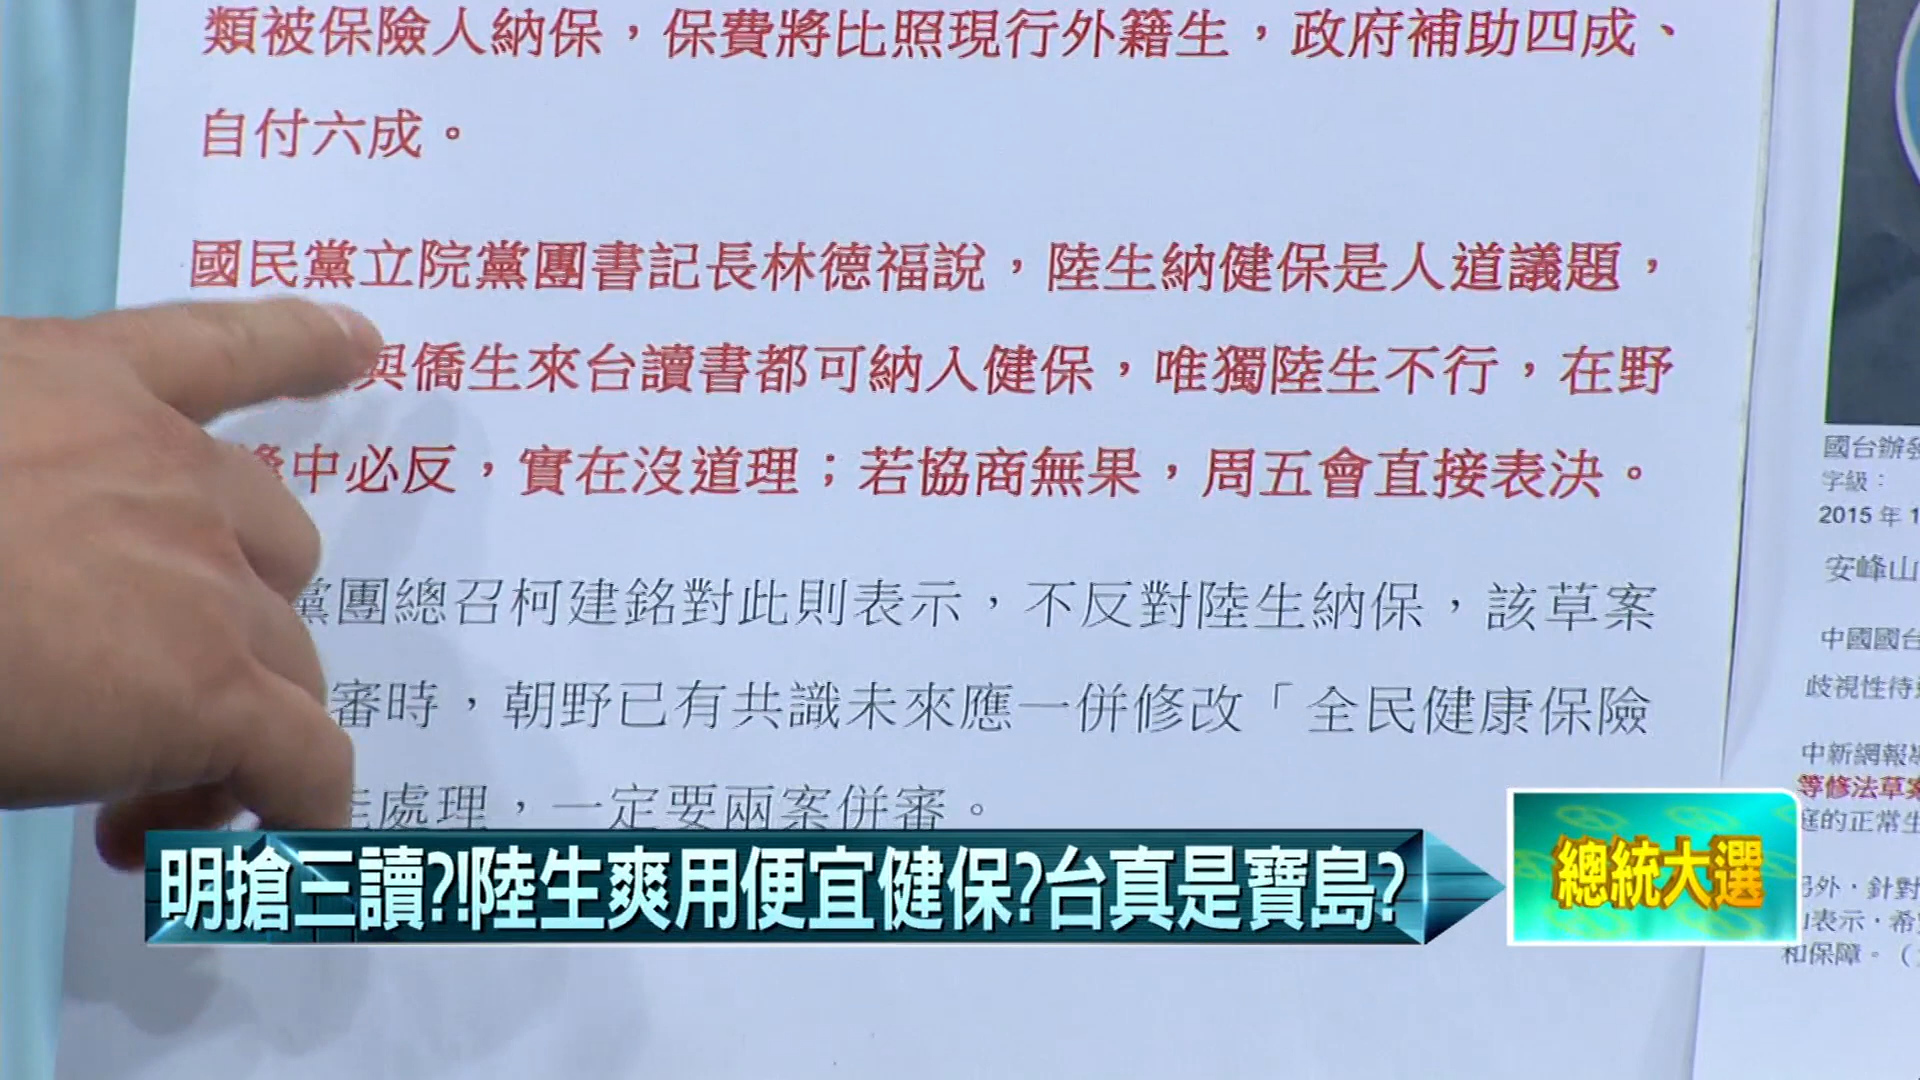 類被保險人納保，保費將比照現行外籍生，政府補助四成、
自付六成。
國民黨立院黨團書記長林德福說，陸生納健保是人道議題，
與僑生來台讀書都可納入健保，唯獨陸生不行，在野
逢中必反，實在沒道理；若協商無果，周五會直接表決。
黨團總召柯建銘對此則表示，不反對陸生納保，該草案
審時，朝野已有共識未來應一併修改「全民健康保險
處理，一定要兩案併審。
國台辦發
字級：
2015 年 1
安峰山
中國國台
歧視性待
中新網報
等修法草案
庭的正常生
另外，針對
表示，希
和保障。（
明搶三讀?!陸生爽用便宜健保?台真是寶島?
總統大選